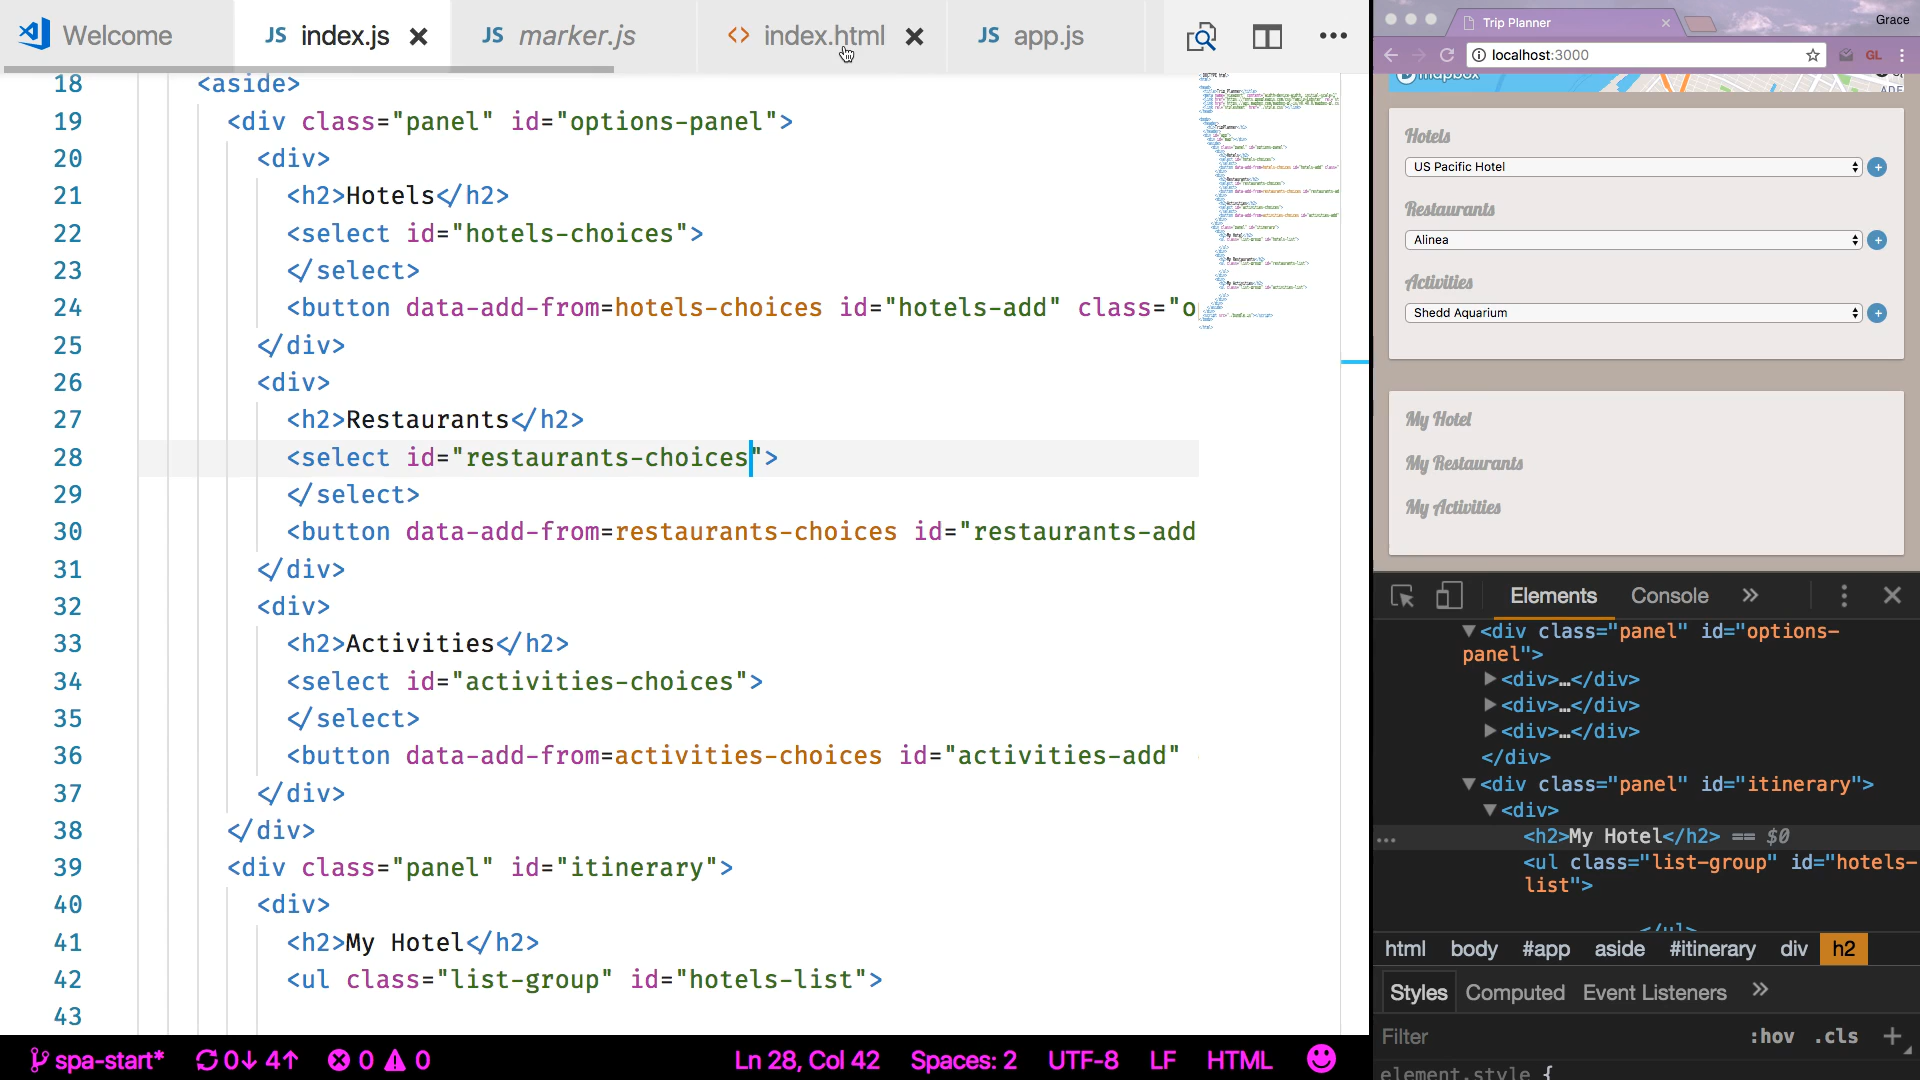 Welcome
JS index.js
JS marker.js
<> index.html
JS app.js
18 <aside>
19 <div class="panel" id="options-panel">
20 <div>
21 <h2>Hotels</h2>
22 <select id="hotels-choices">
23 </select>
24 <button data-add-from=hotels-choices id="hotels-add" class="o
25 </div>
26 <div>
27 <h2>Restaurants</h2>
28 <select id="restaurants-choices">
29 </select>
30 <button data-add-from=restaurants-choices id="restaurants-add
31 </div>
32 <div>
33 <h2>Activities</h2>
34 <select id="activities-choices">
35 </select>
36 <button data-add-from=activities-choices id="activities-add"
37 </div>
38 </div>
39 <div class="panel" id="itinerary">
40 <div>
41 <h2>My Hotel</h2>
42 <ul class="list-group" id="hotels-list">
43
spa-start* 0↓ 4↑ 0 0 Ln 28, Col 42 Spaces: 2 UTF-8 LF HTML
Trip Planner
Grace
localhost:3000
GL
mapbox
Hotels
US Pacific Hotel
Restaurants
Alinea
Activities
Shedd Aquarium
My Hotel
My Restaurants
My Activities
Elements Console »
<div class="panel" id="options-
panel">
<div>…</div>
<div>…</div>
<div>…</div>
</div>
<div class="panel" id="itinerary">
<div>
… <h2>My Hotel</h2> == $0
<ul class="list-group" id="hotels-
list">
</ul>
html body #app aside #itinerary div h2
Styles Computed Event Listeners »
Filter :hov .cls +
element.style {